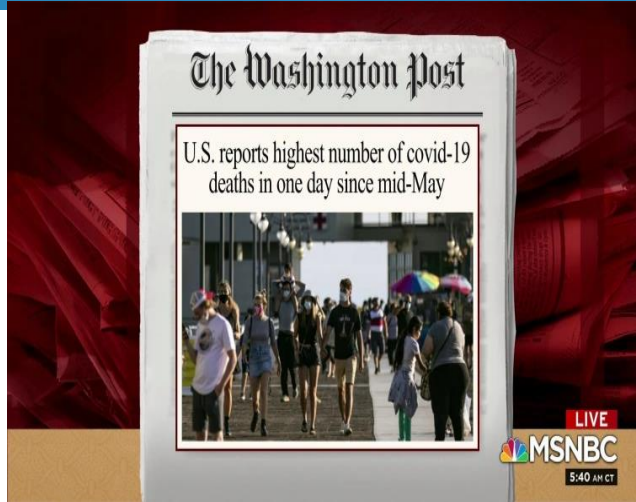 The Washington Post
U.S. reports highest number of covid-19
deaths in one day since mid-May
LIVE
MSNBC
5:40 AM CT